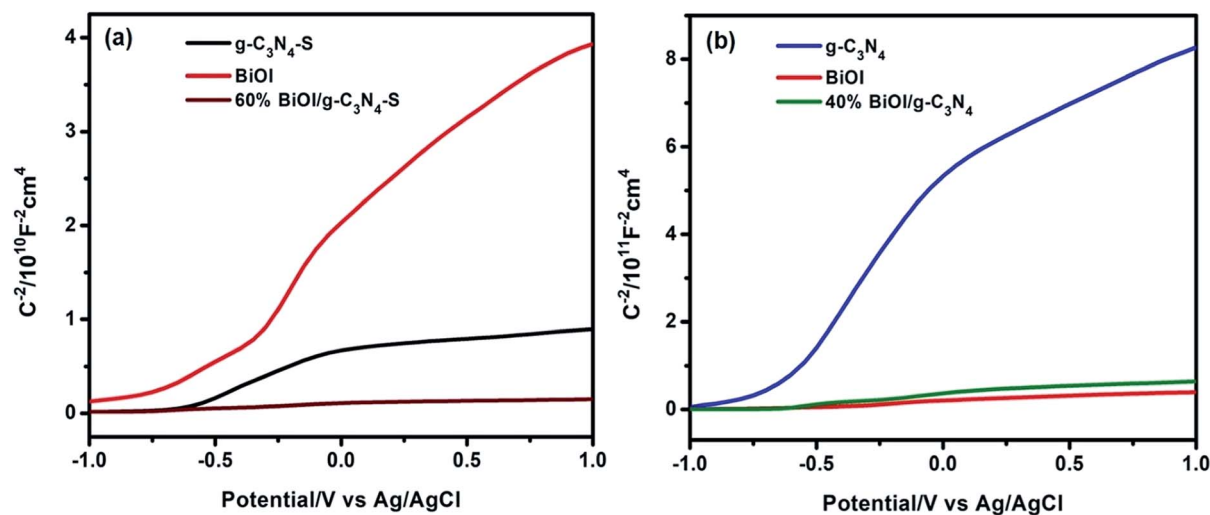 (a)
g-C₃N₄-S
BiOI
60% BiOI/g-C₃N₄-S
C⁻²/10¹⁰F⁻²cm⁴
4
3
2
1
0
-1.0 -0.5 0.0 0.5 1.0
Potential/V vs Ag/AgCl
(b)
g-C₃N₄
BiOI
40% BiOI/g-C₃N₄
C⁻²/10¹¹F⁻²cm⁴
8
6
4
2
0
-1.0 -0.5 0.0 0.5 1.0
Potential/V vs Ag/AgCl